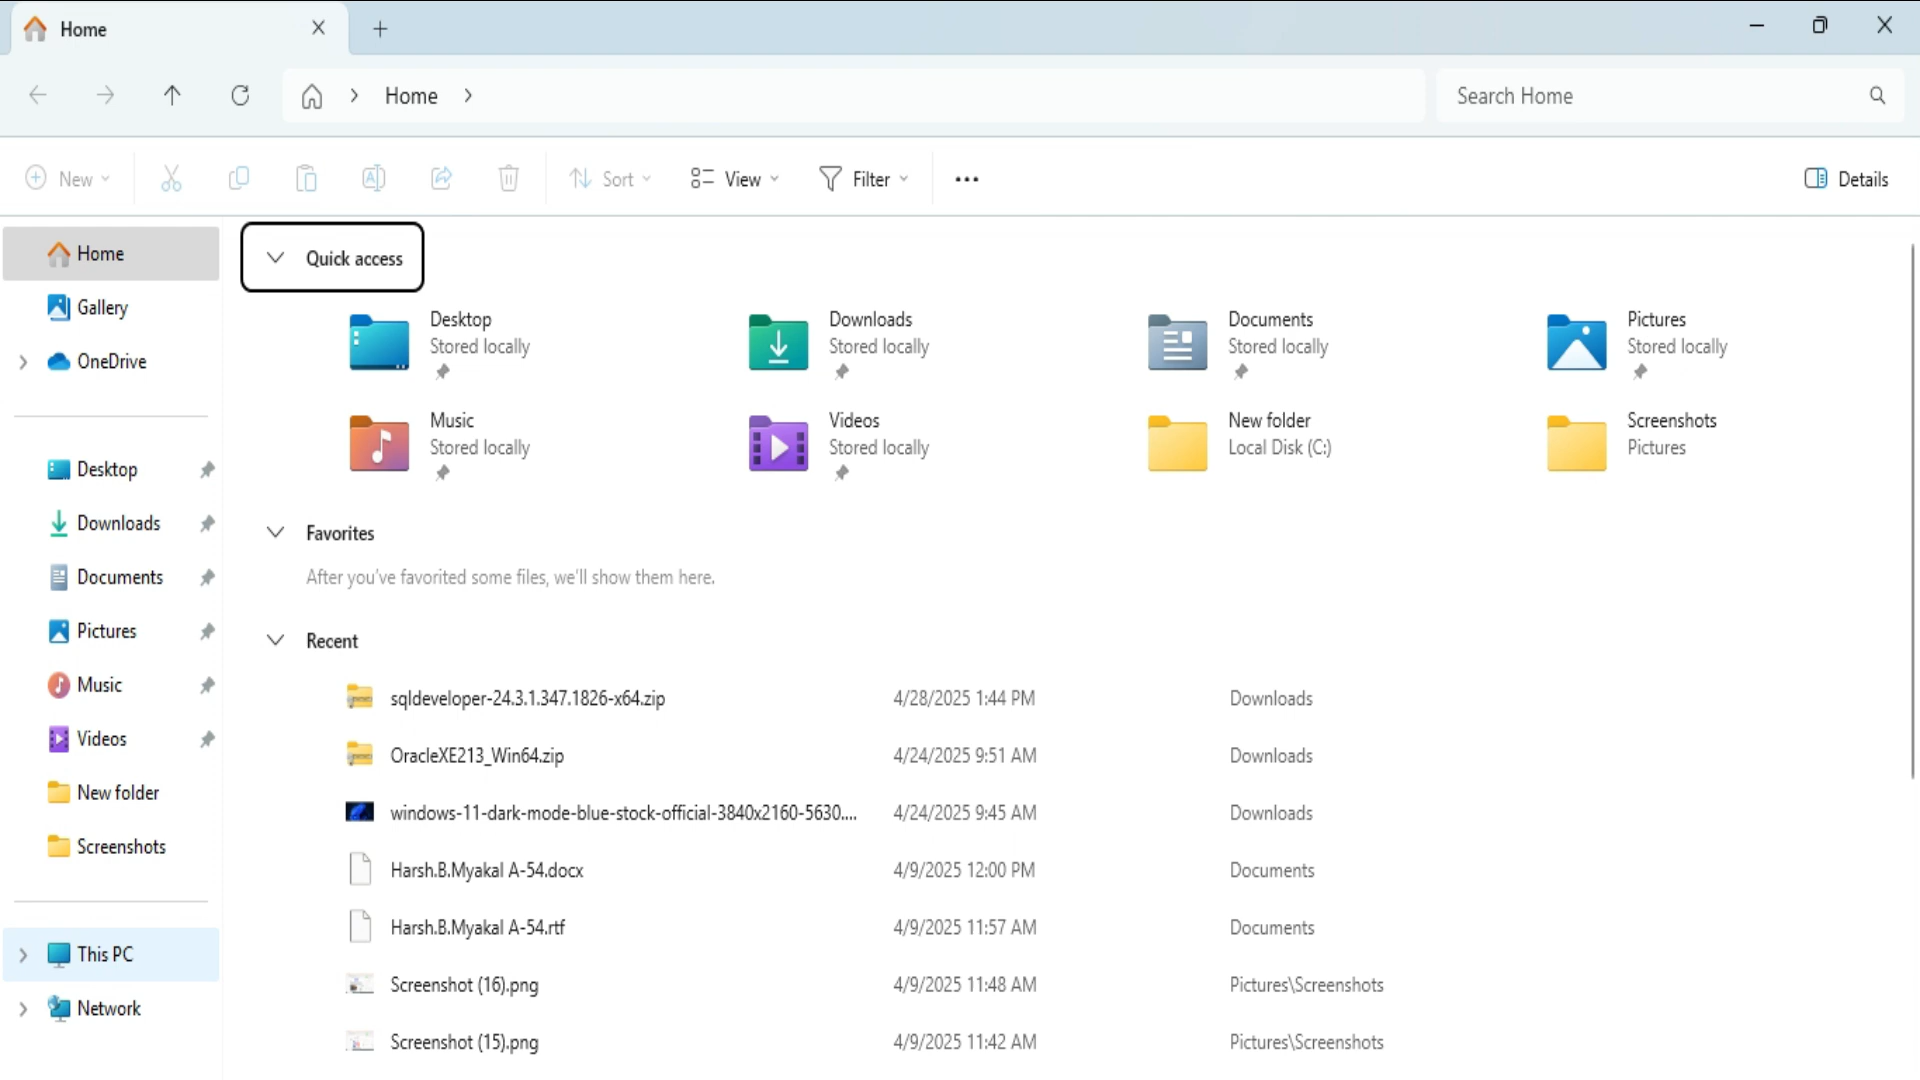 Home
Home
Search Home
New
Sort
View
Filter
Details
Home
Gallery
OneDrive
Desktop
Downloads
Documents
Pictures
Music
Videos
New folder
Screenshots
This PC
Network
Quick access
Desktop
Stored locally
Downloads
Stored locally
Documents
Stored locally
Pictures
Stored locally
Music
Stored locally
Videos
Stored locally
New folder
Local Disk (C:)
Screenshots
Pictures
Favorites
After you've favorited some files, we'll show them here.
Recent
sqldeveloper-24.3.1.347.1826-x64.zip 4/28/2025 1:44 PM Downloads
OracleXE213_Win64.zip 4/24/2025 9:51 AM Downloads
windows-11-dark-mode-blue-stock-official-3840x2160-5630.... 4/24/2025 9:45 AM Downloads
Harsh.B.Myakal A-54.docx 4/9/2025 12:00 PM Documents
Harsh.B.Myakal A-54.rtf 4/9/2025 11:57 AM Documents
Screenshot (16).png 4/9/2025 11:48 AM Pictures\Screenshots
Screenshot (15).png 4/9/2025 11:42 AM Pictures\Screenshots